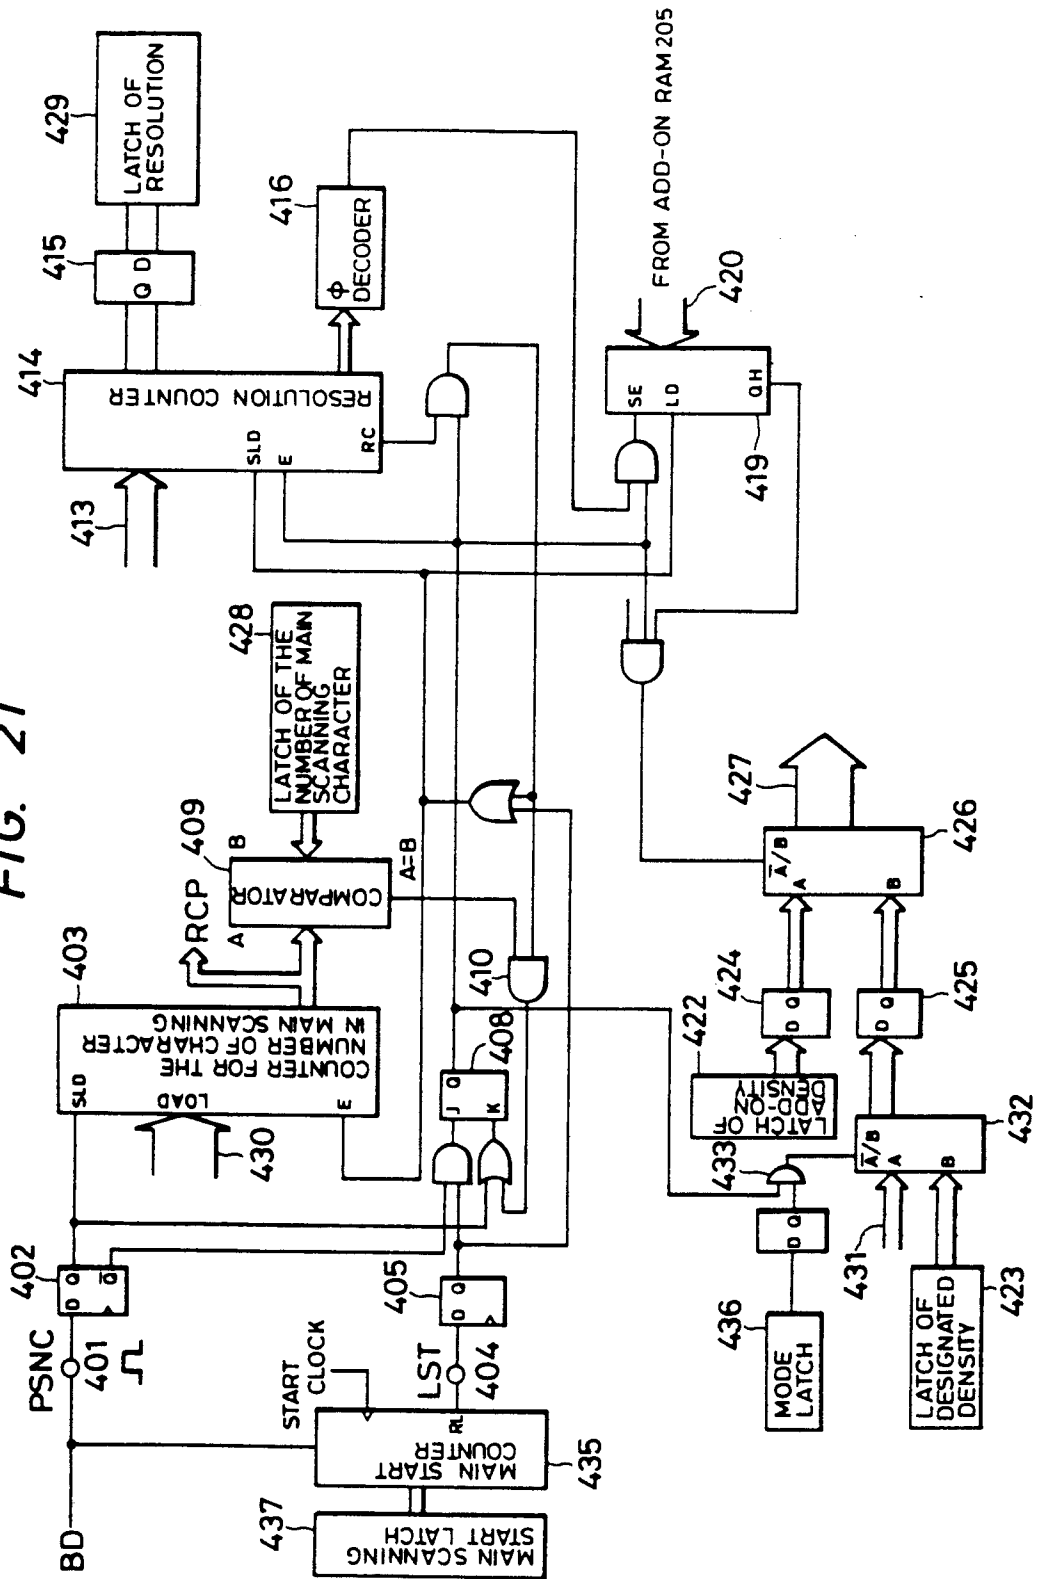 FIG. 21
BD
PSNC
401
402
D Q
Q
403
COUNTER FOR THE
NUMBER OF CHARACTER
IN MAIN SCANNING
SLD
LOAD
E
430
RCP
409
A
B
COMPARATOR
A=B
428
LATCH OF THE
NUMBER OF MAIN
SCANNING
CHARACTER
413
414
RESOLUTION COUNTER
SLD
E
RC
415
Q D
429
LATCH OF
RESOLUTION
416
Φ
DECODER
437
MAIN SCANNING
START LATCH
MAIN START
COUNTER
435
START
CLOCK
RL
LST
404
405
D Q
408
J Q
K
410
FROM ADD-ON RAM 205
420
SE
LD
QH
419
436
MODE
LATCH
D Q
433
422
LATCH OF
ADD-ON
DENSITY
424
D Q
425
D Q
431
423
LATCH OF
DESIGNATED
DENSITY
A/B
A
B
432
A/B
A
B
426
427